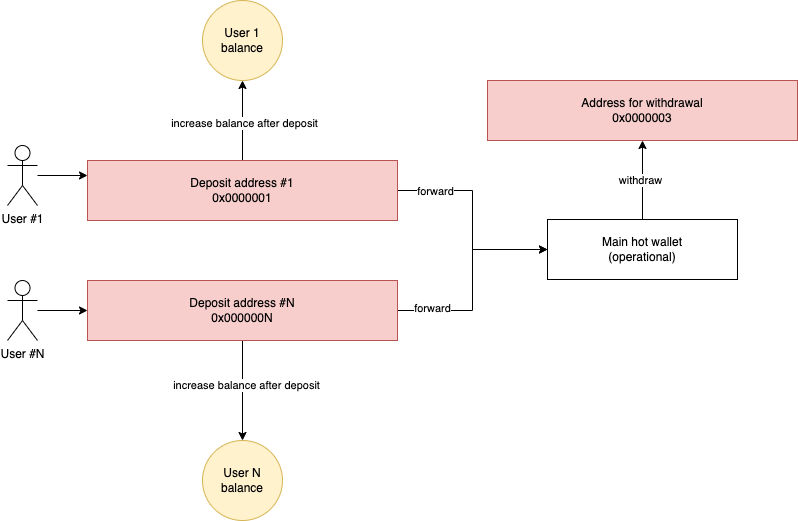 User 1
balance
increase balance after deposit
Address for withdrawal
0x0000003
withdraw
User #1
Deposit address #1
0x0000001
forward
Main hot wallet
(operational)
User #N
Deposit address #N
0x000000N
forward
increase balance after deposit
User N
balance